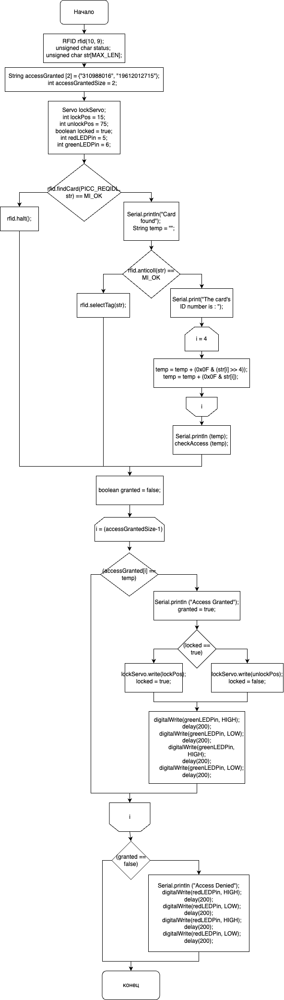 Начало
RFID rfid(10, 9);
unsigned char status;
unsigned char str[MAX_LEN];
String accessGranted [2] = {"310988016", "19612012715"};
int accessGrantedSize = 2;
Servo lockServo;
int lockPos = 15;
int unlockPos = 75;
boolean locked = true;
int redLEDPin = 5;
int greenLEDPin = 6;
rfid.findCard(PICC_REQIDL,
str) == MI_OK
rfid.halt();
Serial.println("Card
found");
String temp = "";
rfid.anticoll(str) ==
MI_OK
rfid.selectTag(str);
Serial.print("The card's
ID number is : ");
i = 4
temp = temp + (0x0F & (str[i] >> 4));
temp = temp + (0x0F & str[i]);
i
Serial.println (temp);
checkAccess (temp);
boolean granted = false;
i = (accessGrantedSize-1)
(accessGranted[i] ==
temp)
Serial.println ("Access Granted");
granted = true;
(locked ==
true)
lockServo.write(lockPos);
locked = true;
lockServo.write(unlockPos);
locked = false;
digitalWrite(greenLEDPin, HIGH);
delay(200);
digitalWrite(greenLEDPin, LOW);
delay(200);
digitalWrite(greenLEDPin,
HIGH);
delay(200);
digitalWrite(greenLEDPin, LOW);
delay(200);
i
(granted ==
false)
Serial.println ("Access Denied");
digitalWrite(redLEDPin, HIGH);
delay(200);
digitalWrite(redLEDPin, LOW);
delay(200);
digitalWrite(redLEDPin, HIGH);
delay(200);
digitalWrite(redLEDPin, LOW);
delay(200);
конец